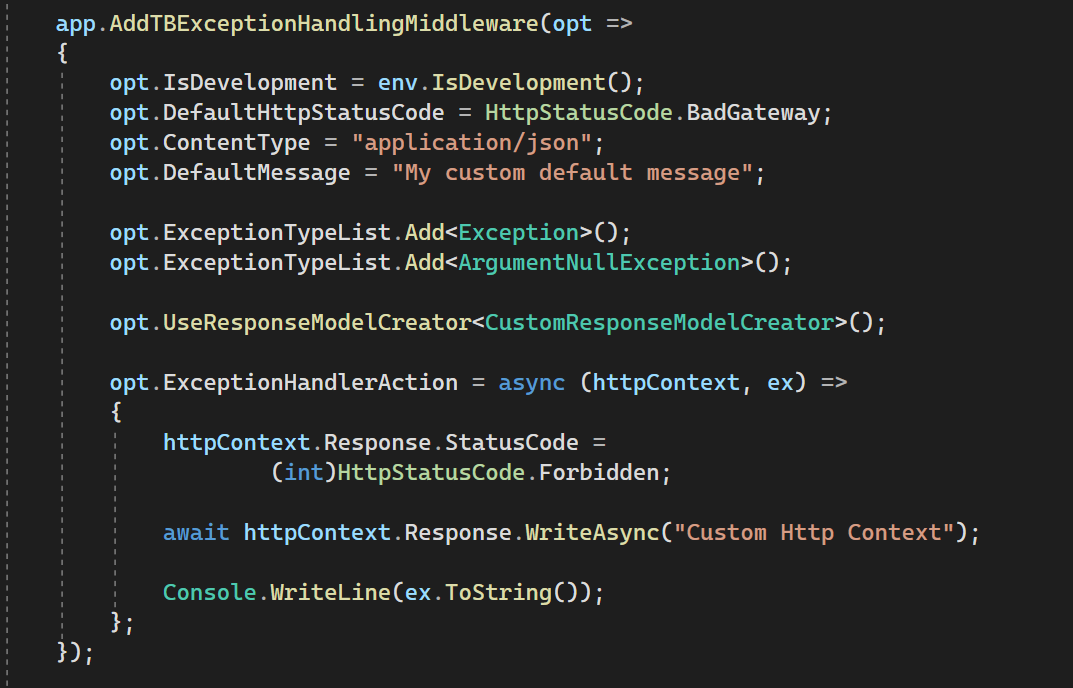 app.AddTBExceptionHandlingMiddleware(opt =>
{
    opt.IsDevelopment = env.IsDevelopment();
    opt.DefaultHttpStatusCode = HttpStatusCode.BadGateway;
    opt.ContentType = "application/json";
    opt.DefaultMessage = "My custom default message";

    opt.ExceptionTypeList.Add<Exception>();
    opt.ExceptionTypeList.Add<ArgumentNullException>();

    opt.UseResponseModelCreator<CustomResponseModelCreator>();

    opt.ExceptionHandlerAction = async (httpContext, ex) =>
    {
        httpContext.Response.StatusCode =
                (int)HttpStatusCode.Forbidden;

        await httpContext.Response.WriteAsync("Custom Http Context");

        Console.WriteLine(ex.ToString());
    };
});